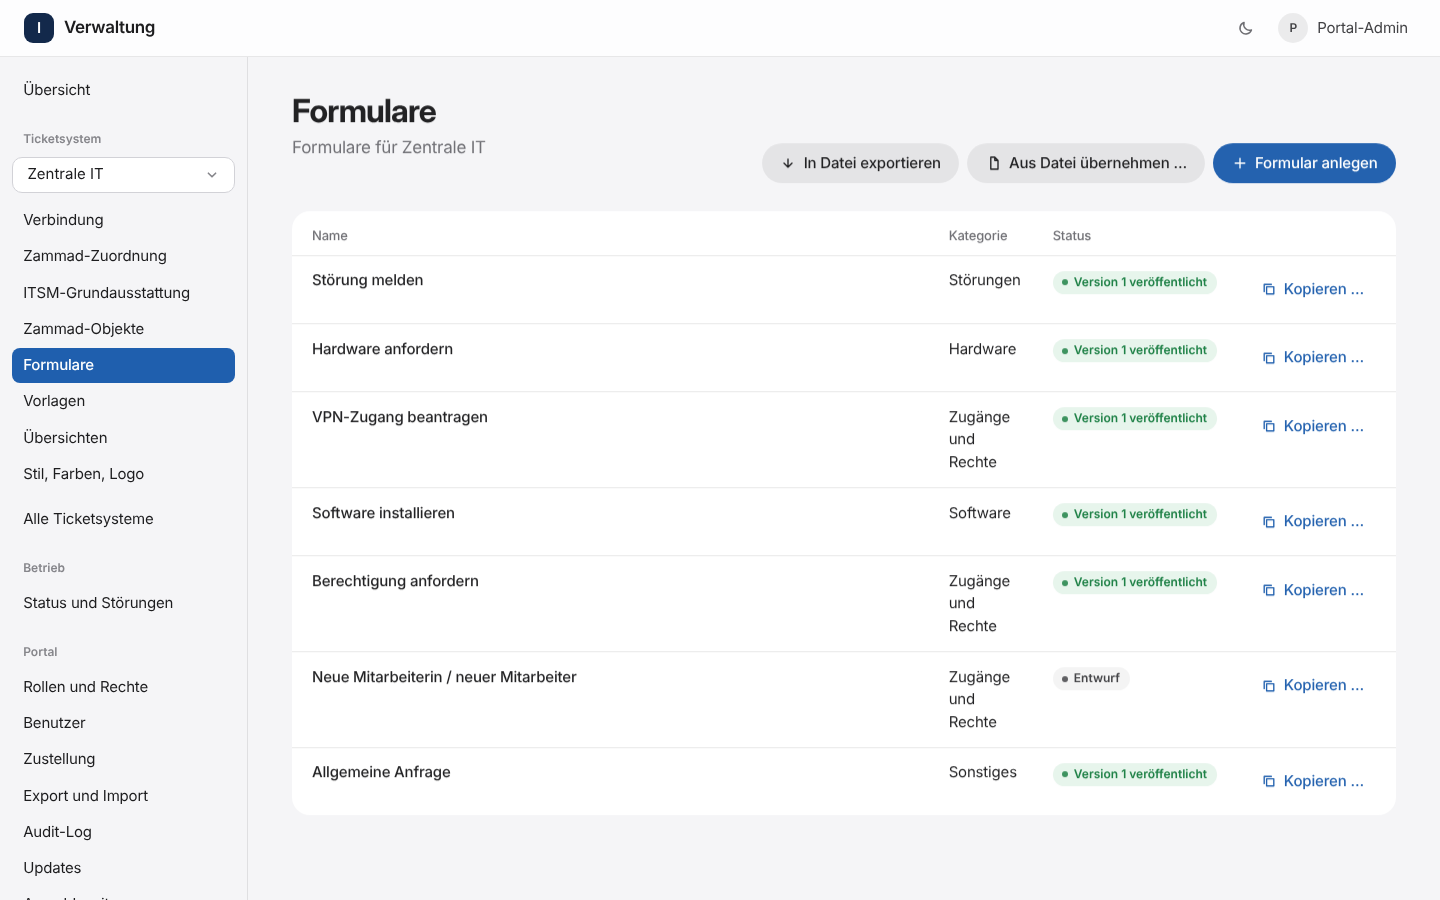 I Verwaltung
P Portal-Admin
Übersicht
Ticketsystem
Zentrale IT
Verbindung
Zammad-Zuordnung
ITSM-Grundausstattung
Zammad-Objekte
Formulare
Vorlagen
Übersichten
Stil, Farben, Logo
Alle Ticketsysteme
Betrieb
Status und Störungen
Portal
Rollen und Rechte
Benutzer
Zustellung
Export und Import
Audit-Log
Updates
Formulare
Formulare für Zentrale IT
In Datei exportieren
Aus Datei übernehmen ...
Formular anlegen
Name Kategorie Status
Störung melden Störungen Version 1 veröffentlicht Kopieren ...
Hardware anfordern Hardware Version 1 veröffentlicht Kopieren ...
VPN-Zugang beantragen Zugänge Version 1 veröffentlicht Kopieren ...
und
Rechte
Software installieren Software Version 1 veröffentlicht Kopieren ...
Berechtigung anfordern Zugänge Version 1 veröffentlicht Kopieren ...
und
Rechte
Neue Mitarbeiterin / neuer Mitarbeiter Zugänge Entwurf Kopieren ...
und
Rechte
Allgemeine Anfrage Sonstiges Version 1 veröffentlicht Kopieren ...